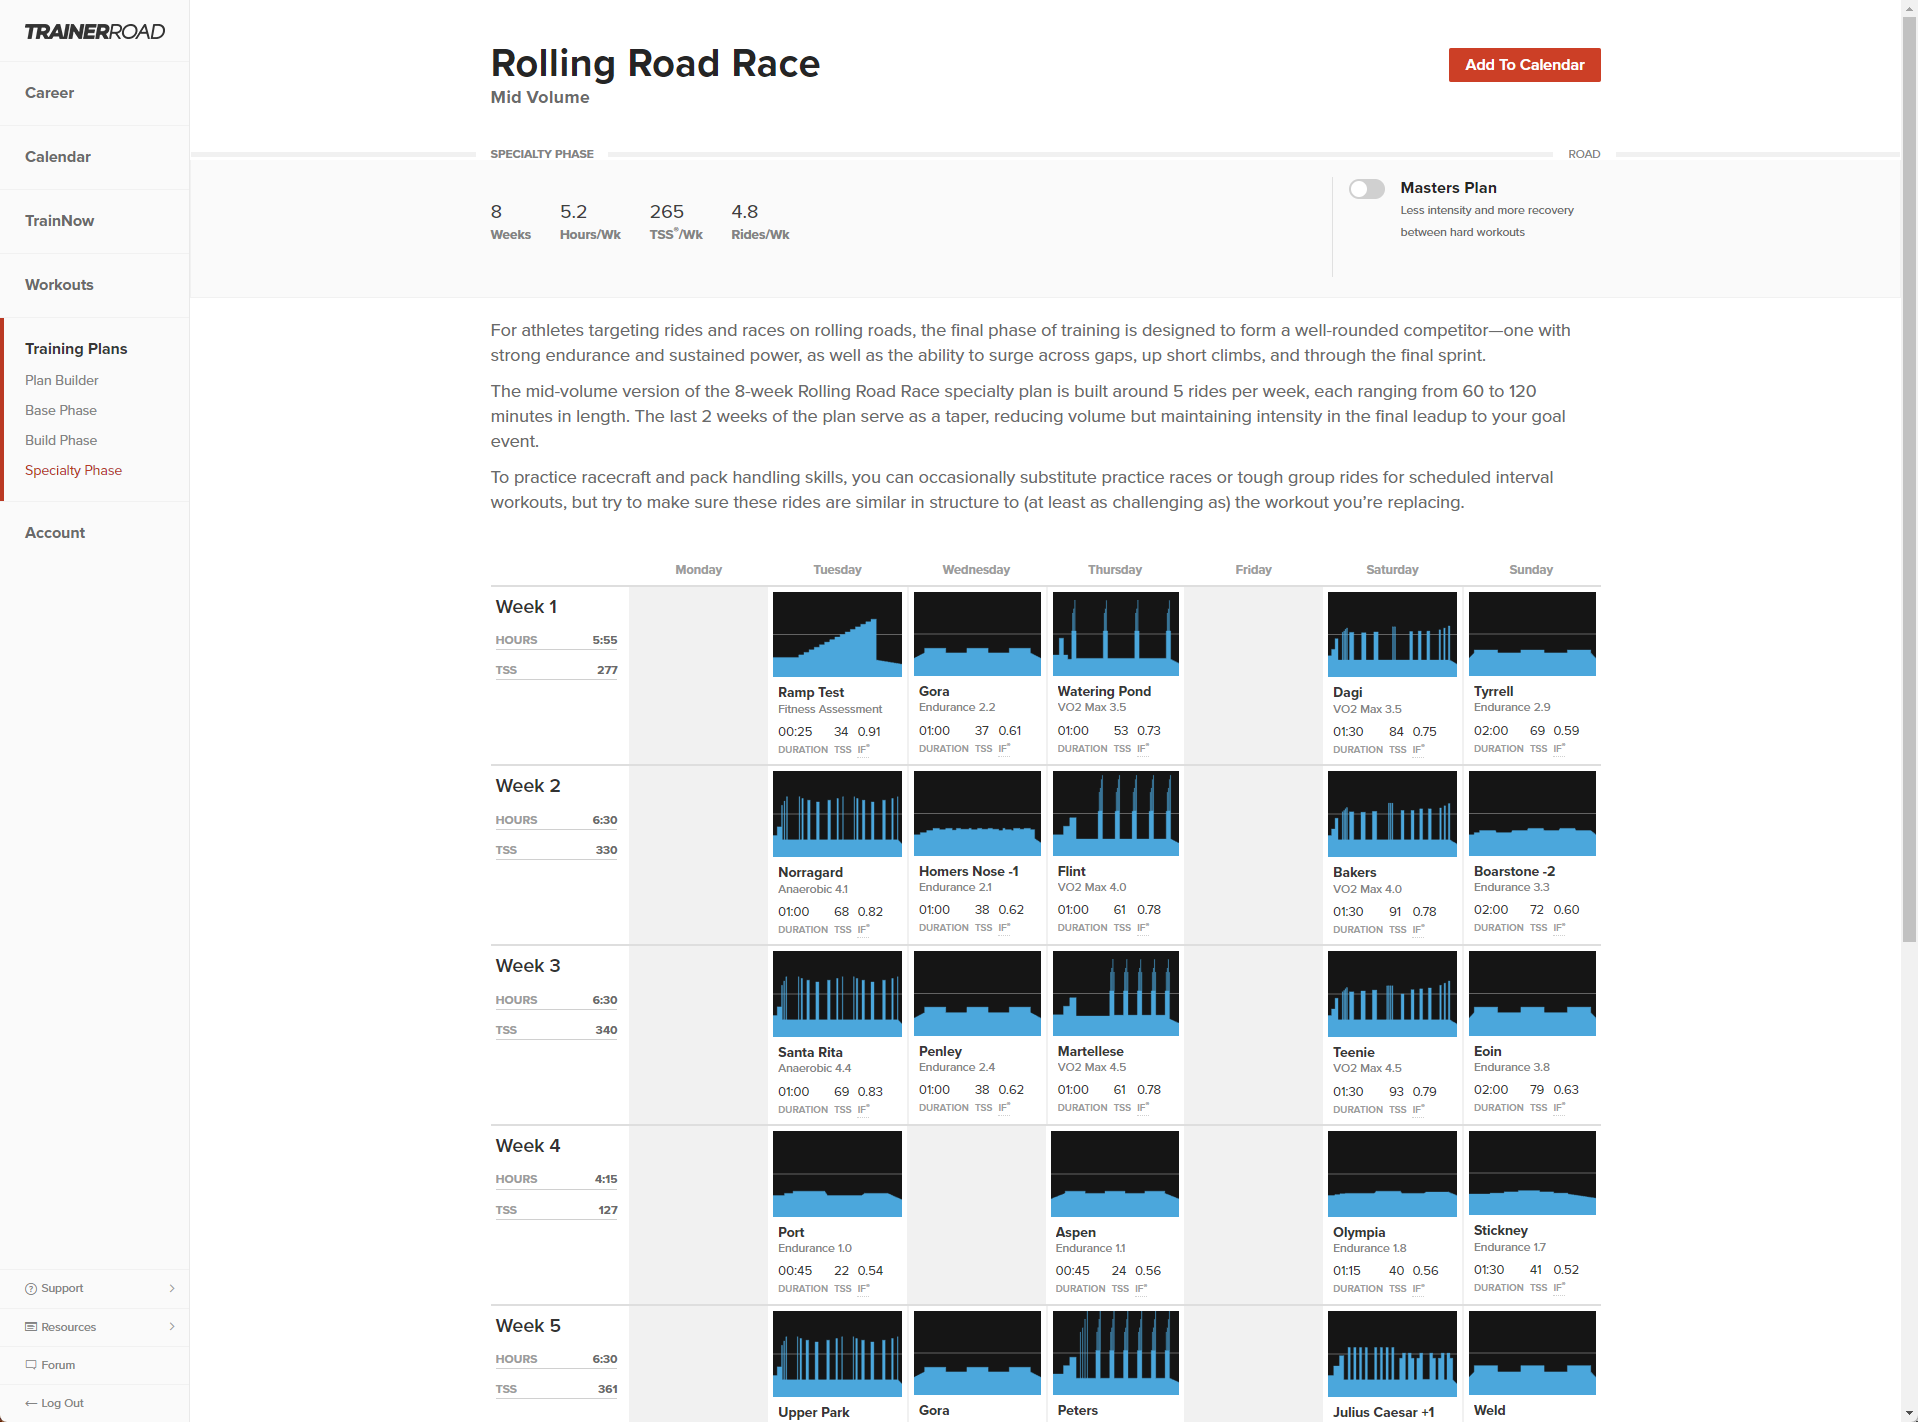 TRAINERROAD
Career
Calendar
TrainNow
Workouts
Training Plans
Plan Builder
Base Phase
Build Phase
Specialty Phase
Account
Support
Resources
Forum
Log Out
Rolling Road Race
Mid Volume
Add To Calendar
SPECIALTY PHASE
ROAD
8 5.2 265 4.8
Weeks Hours/Wk TSS®/Wk Rides/Wk
Masters Plan
Less intensity and more recovery
between hard workouts
For athletes targeting rides and races on rolling roads, the final phase of training is designed to form a well-rounded competitor—one with
strong endurance and sustained power, as well as the ability to surge across gaps, up short climbs, and through the final sprint.
The mid-volume version of the 8-week Rolling Road Race specialty plan is built around 5 rides per week, each ranging from 60 to 120
minutes in length. The last 2 weeks of the plan serve as a taper, reducing volume but maintaining intensity in the final leadup to your goal
event.
To practice racecraft and pack handling skills, you can occasionally substitute practice races or tough group rides for scheduled interval
workouts, but try to make sure these rides are similar in structure to (at least as challenging as) the workout you’re replacing.
Monday Tuesday Wednesday Thursday Friday Saturday Sunday
Week 1
HOURS 5:55
TSS 277
Ramp Test
Fitness Assessment
00:25 34 0.91
DURATION TSS IF®
Gora
Endurance 2.2
01:00 37 0.61
DURATION TSS IF®
Watering Pond
VO2 Max 3.5
01:00 53 0.73
DURATION TSS IF®
Dagi
VO2 Max 3.5
01:30 84 0.75
DURATION TSS IF®
Tyrrell
Endurance 2.9
02:00 69 0.59
DURATION TSS IF®
Week 2
HOURS 6:30
TSS 330
Norragard
Anaerobic 4.1
01:00 68 0.82
DURATION TSS IF®
Homers Nose -1
Endurance 2.1
01:00 38 0.62
DURATION TSS IF®
Flint
VO2 Max 4.0
01:00 61 0.78
DURATION TSS IF®
Bakers
VO2 Max 4.0
01:30 91 0.78
DURATION TSS IF®
Boarstone -2
Endurance 3.3
02:00 72 0.60
DURATION TSS IF®
Week 3
HOURS 6:30
TSS 340
Santa Rita
Anaerobic 4.4
01:00 69 0.83
DURATION TSS IF®
Penley
Endurance 2.4
01:00 38 0.62
DURATION TSS IF®
Martellese
VO2 Max 4.5
01:00 61 0.78
DURATION TSS IF®
Teenie
VO2 Max 4.5
01:30 93 0.79
DURATION TSS IF®
Eoin
Endurance 3.8
02:00 79 0.63
DURATION TSS IF®
Week 4
HOURS 4:15
TSS 127
Port
Endurance 1.0
00:45 22 0.54
DURATION TSS IF®
Aspen
Endurance 1.1
00:45 24 0.56
DURATION TSS IF®
Olympia
Endurance 1.8
01:15 40 0.56
DURATION TSS IF®
Stickney
Endurance 1.7
01:30 41 0.52
DURATION TSS IF®
Week 5
HOURS 6:30
TSS 361
Upper Park
Gora
Peters
Julius Caesar +1
Weld